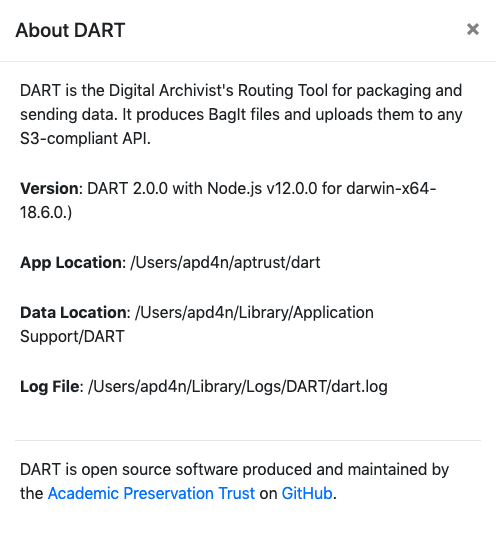 About DART ×
DART is the Digital Archivist's Routing Tool for packaging and
sending data. It produces BagIt files and uploads them to any
S3-compliant API.
Version: DART 2.0.0 with Node.js v12.0.0 for darwin-x64-
18.6.0.)
App Location: /Users/apd4n/aptrust/dart
Data Location: /Users/apd4n/Library/Application
Support/DART
Log File: /Users/apd4n/Library/Logs/DART/dart.log
DART is open source software produced and maintained by
the Academic Preservation Trust on GitHub.